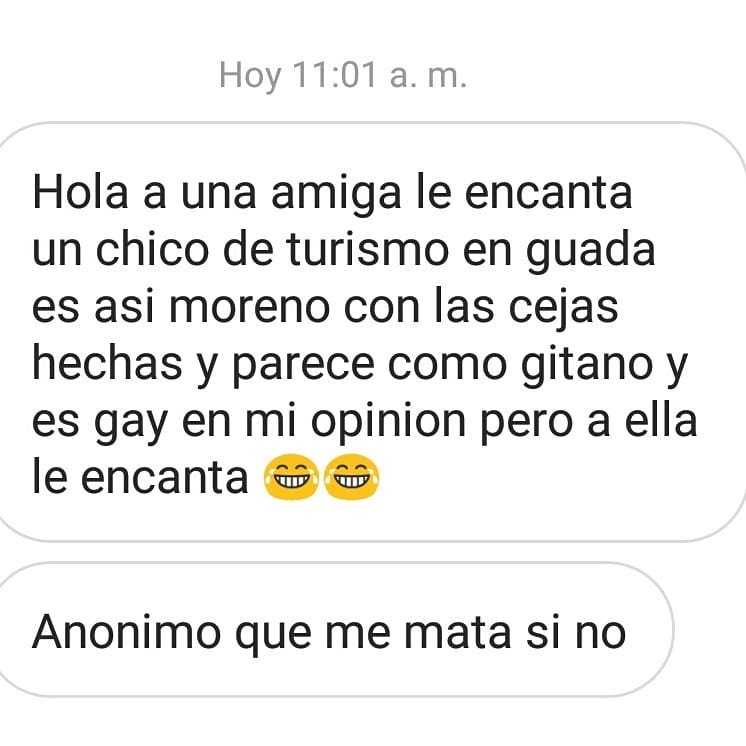 Hoy 11:01 a. m.
Hola a una amiga le encanta
un chico de turismo en guada
es asi moreno con las cejas
hechas y parece como gitano y
es gay en mi opinion pero a ella
le encanta 😂😂
Anonimo que me mata si no